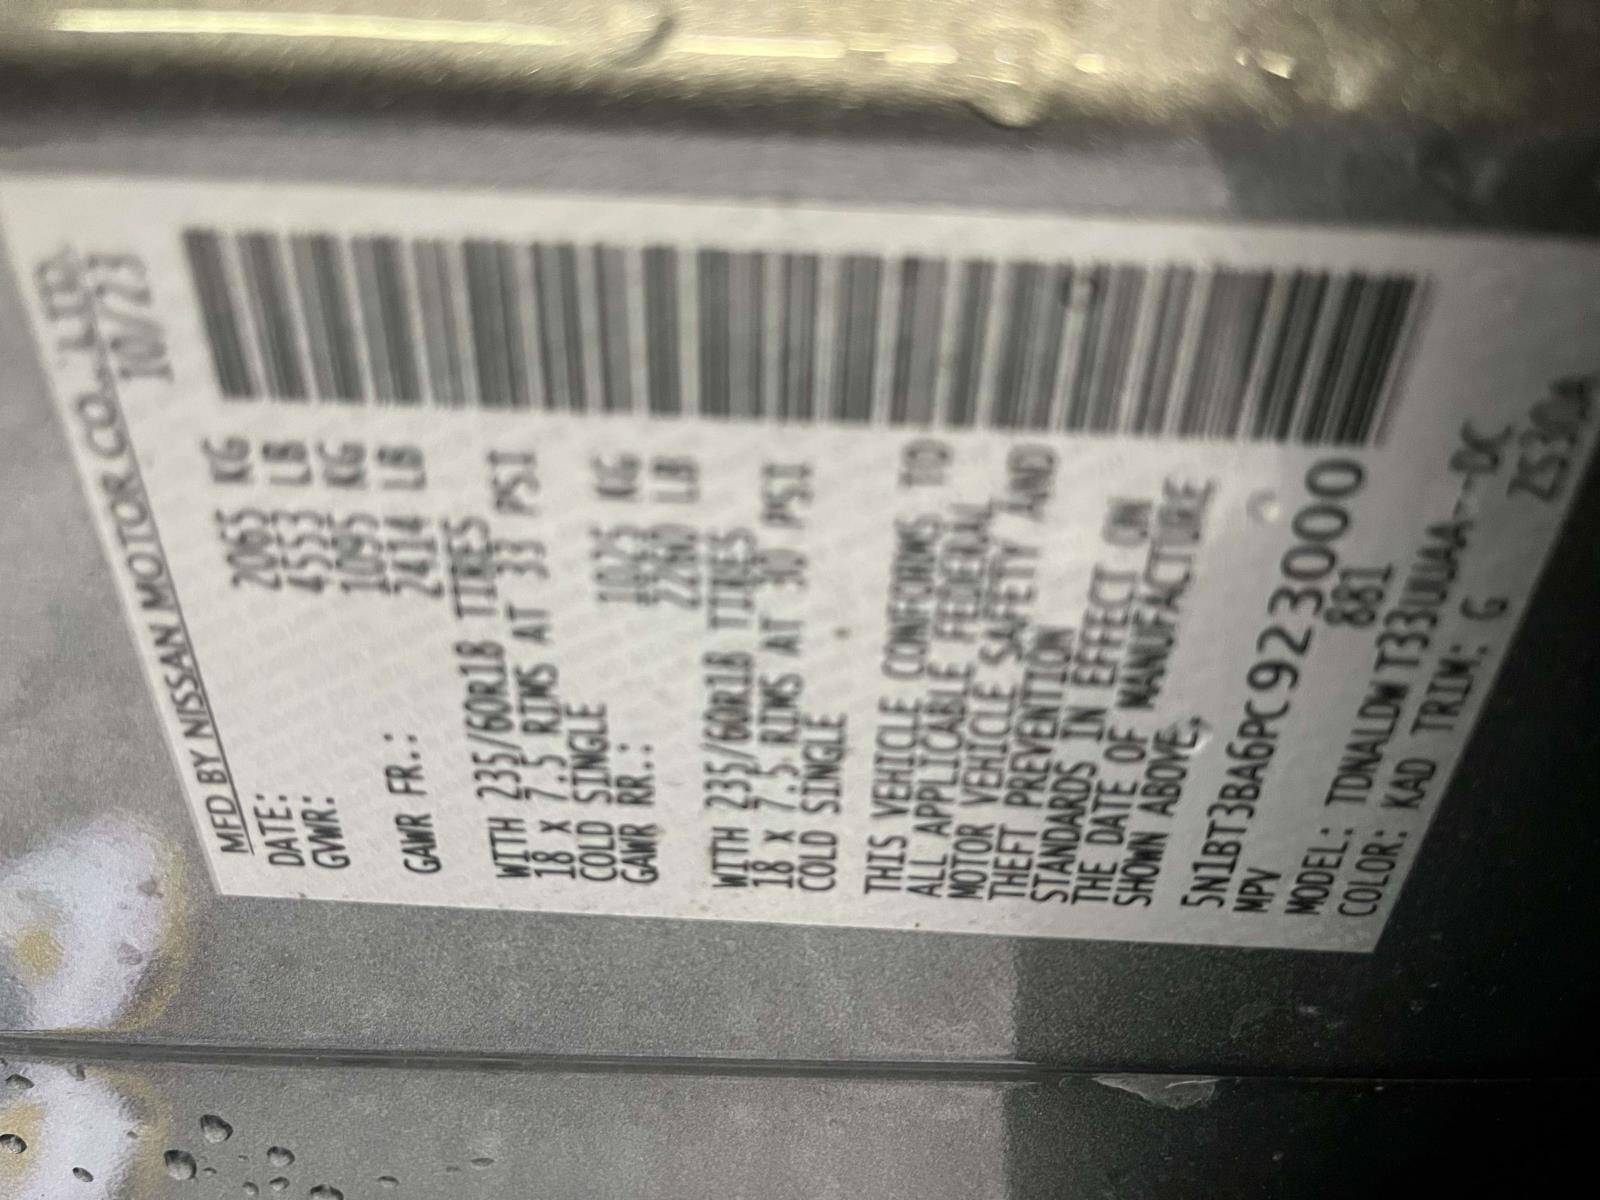 MFD BY NISSAN MOTOR CO., LTD.
DATE: 10/23
GVWR: 2065 KG
4553 LB
GAWR FR.: 1095 KG
2414 LB
WITH 235/60R18 TIRES
18 X 7.5 RIMS AT 33 PSI
COLD SINGLE
GAWR RR.: 1025 KG
2260 LB
WITH 235/60R18 TIRES
18 X 7.5 RIMS AT 30 PSI
COLD SINGLE
THIS VEHICLE CONFORMS TO
ALL APPLICABLE FEDERAL
MOTOR VEHICLE SAFETY AND
THEFT PREVENTION
STANDARDS IN EFFECT ON
THE DATE OF MANUFACTURE
SHOWN ABOVE.
5N1BT3BA6PC923000
MPV 881
MODEL: TDNALDWT33UUAA--DC
COLOR: KAD TRIM: G ZS30A